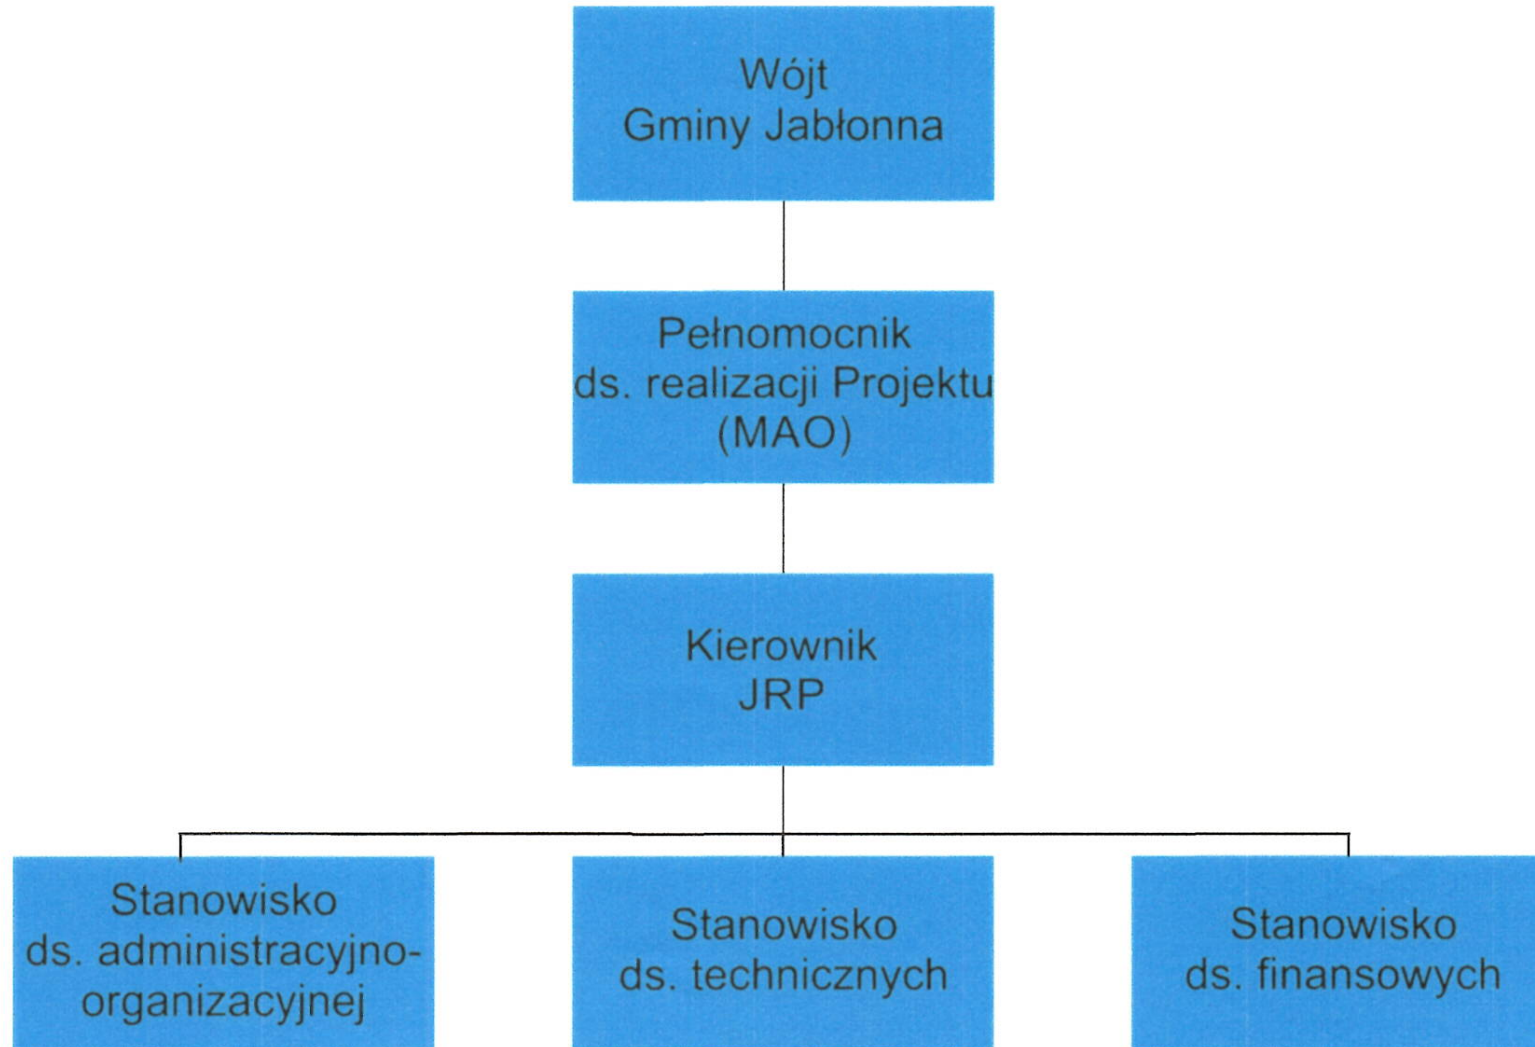 Wójt
Gminy Jabłonna
Pełnomocnik
ds. realizacji Projektu
(MAO)
Kierownik
JRP
Stanowisko
ds. administracyjno-
organizacyjnej
Stanowisko
ds. technicznych
Stanowisko
ds. finansowych